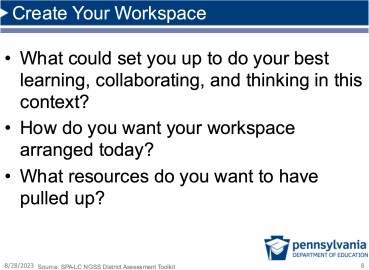 Create Your Workspace
• What could set you up to do your best
learning, collaborating, and thinking in this
context?
• How do you want your workspace
arranged today?
• What resources do you want to have
pulled up?
pennsylvania
DEPARTMENT OF EDUCATION
8/28/2023 Source: SPA-LC NGSS District Assessment Toolkit 8